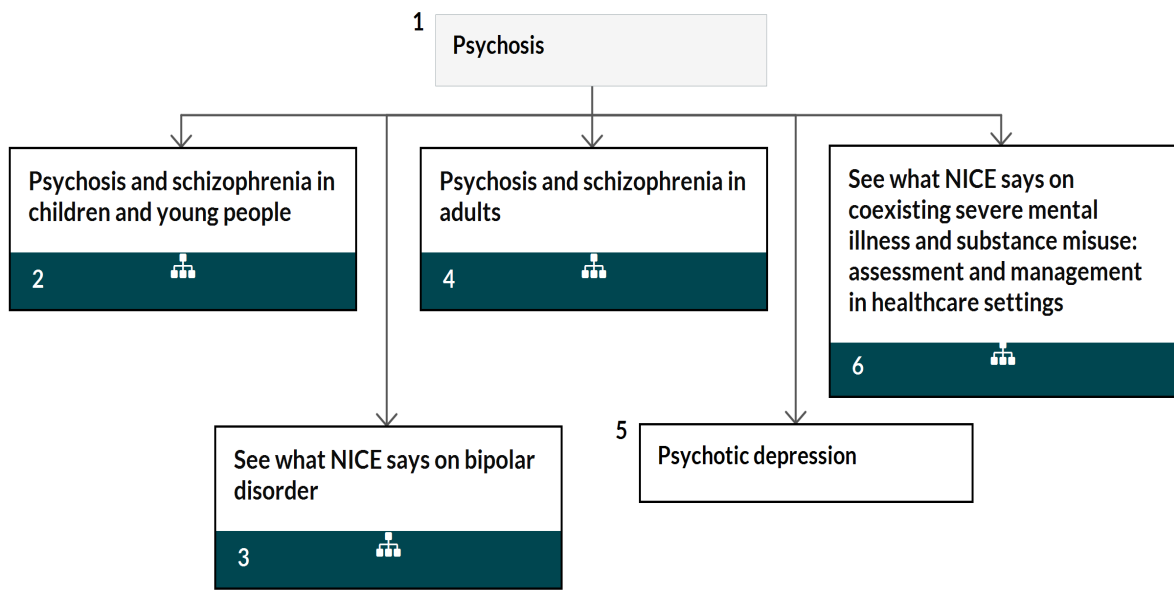 1
Psychosis
Psychosis and schizophrenia in
children and young people
2
See what NICE says on bipolar
disorder
3
Psychosis and schizophrenia in
adults
4
5
Psychotic depression
See what NICE says on
coexisting severe mental
illness and substance misuse:
assessment and management
in healthcare settings
6